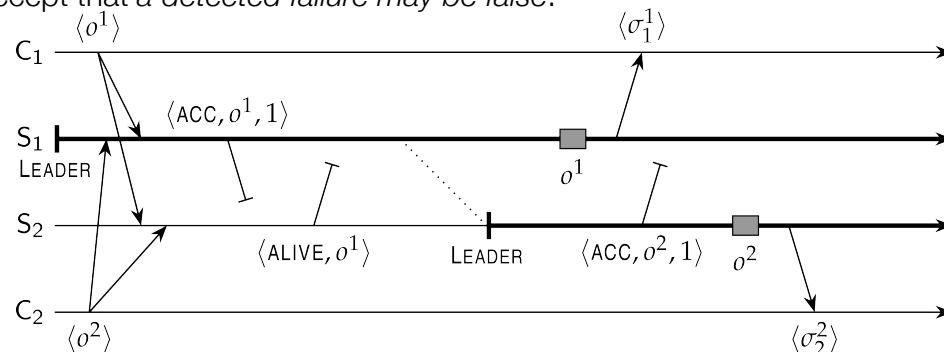 accept that a detected failure may be false.
⟨o¹⟩ ⟨σ₁¹⟩
C₁
⟨ACC, o¹, 1⟩
S₁
LEADER o¹
S₂
⟨ALIVE, o¹⟩ LEADER ⟨ACC, o², 1⟩ o²
C₂
⟨o²⟩ ⟨σ₂²⟩